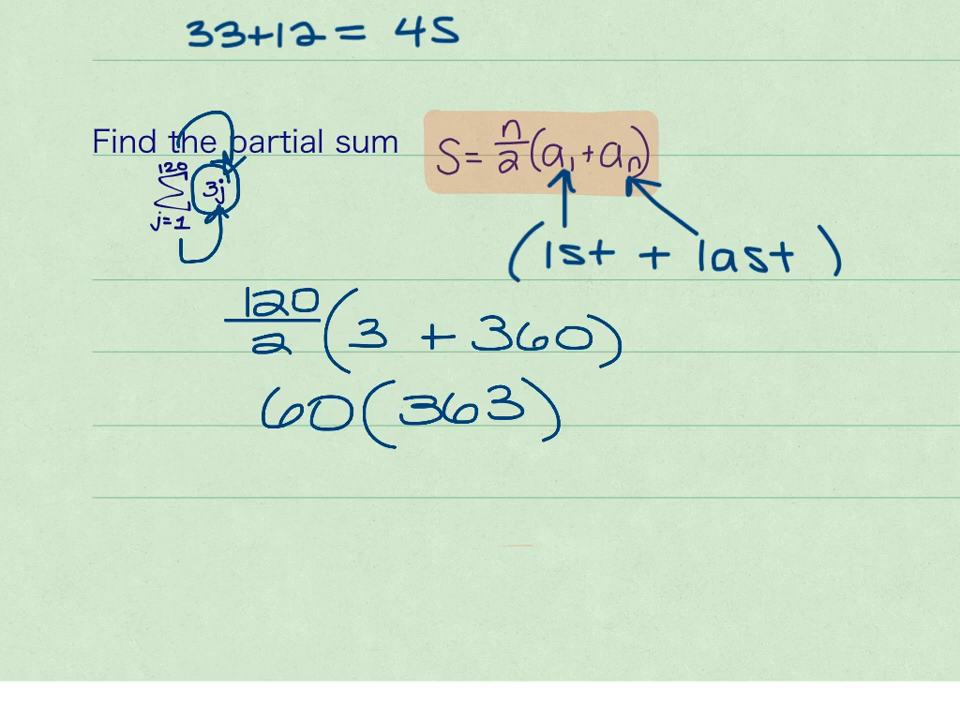 33+12 = 45
Find the partial sum S = n/2 (a₁ + aₙ)
120
∑ 3j
j=1
(1st + last)
120/2 (3 + 360)
60(363)